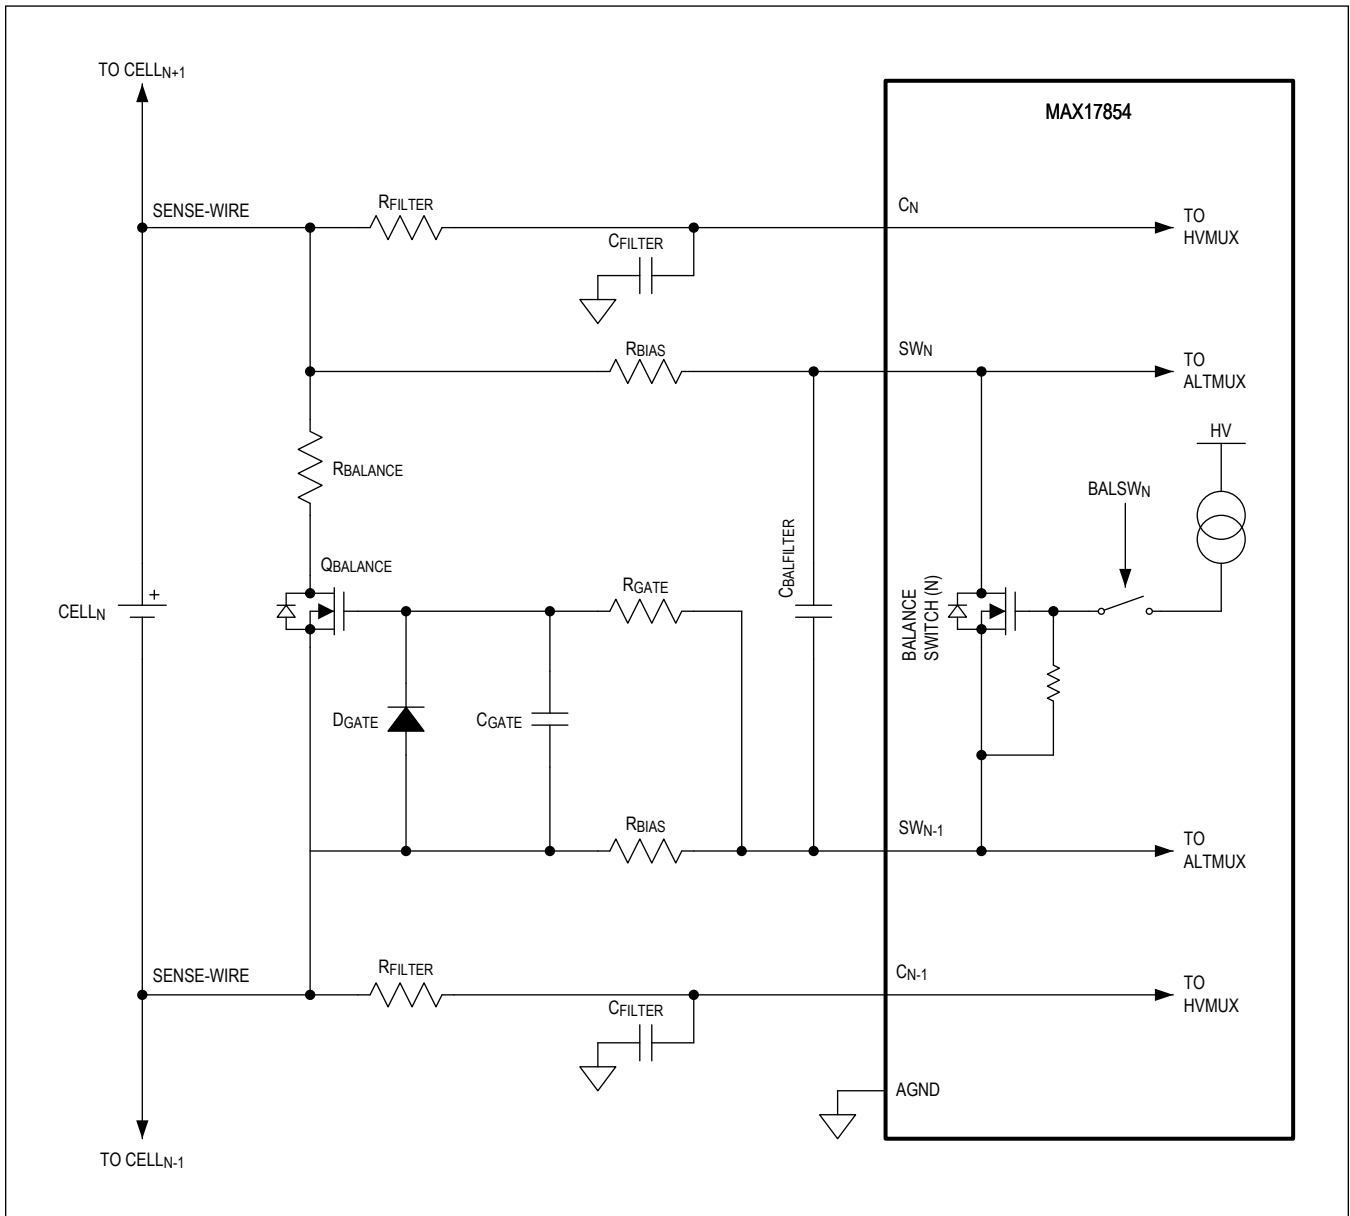 TO CELLN+1
MAX17854
SENSE-WIRE
RFILTER
CN
TO
HVMUX
CFILTER
RBIAS
SWN
TO
ALTMUX
HV
RBALANCE
BALSWN
QBALANCE
CBALFILTER
RGATE
BALANCE
SWITCH (N)
CELLN
+
DGATE
CGATE
RBIAS
SWN-1
TO
ALTMUX
SENSE-WIRE
RFILTER
CN-1
TO
HVMUX
CFILTER
AGND
TO CELLN-1